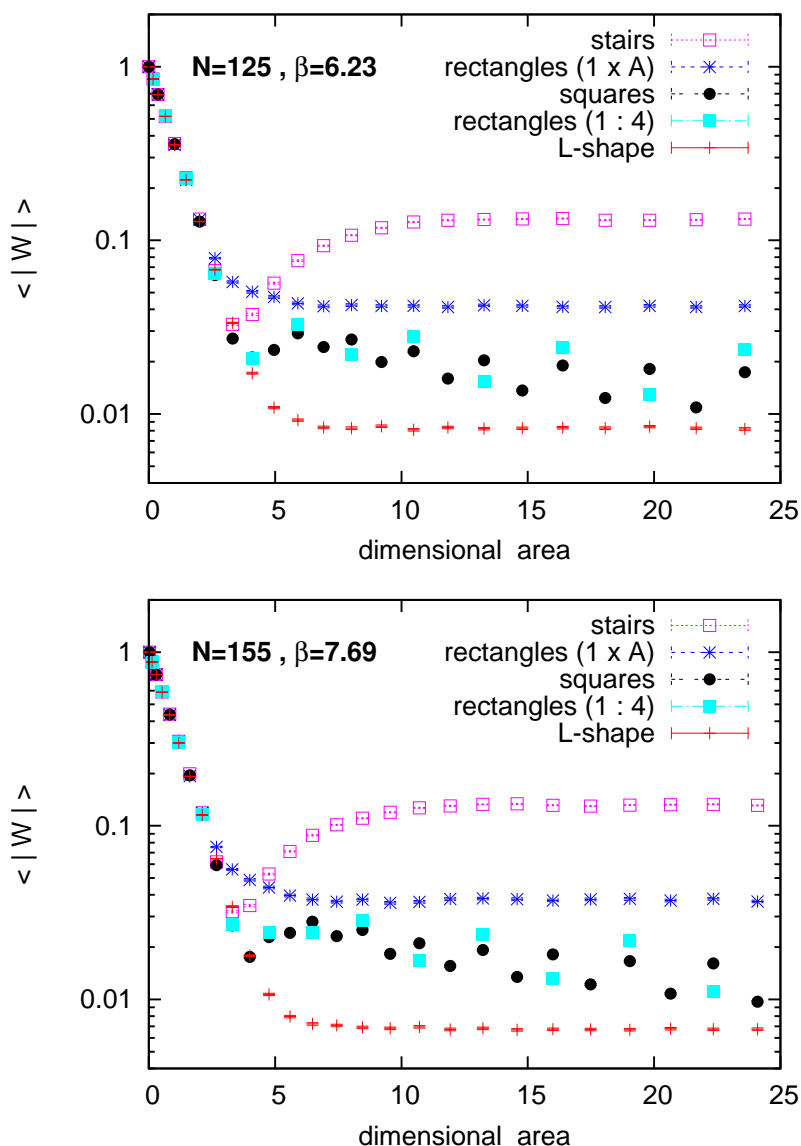 N=125 , β=6.23
stairs
rectangles (1 x A)
squares
rectangles (1 : 4)
L-shape
1
0.1
0.01
< | W | >
0 5 10 15 20 25
dimensional area
N=155 , β=7.69
stairs
rectangles (1 x A)
squares
rectangles (1 : 4)
L-shape
1
0.1
0.01
< | W | >
0 5 10 15 20 25
dimensional area